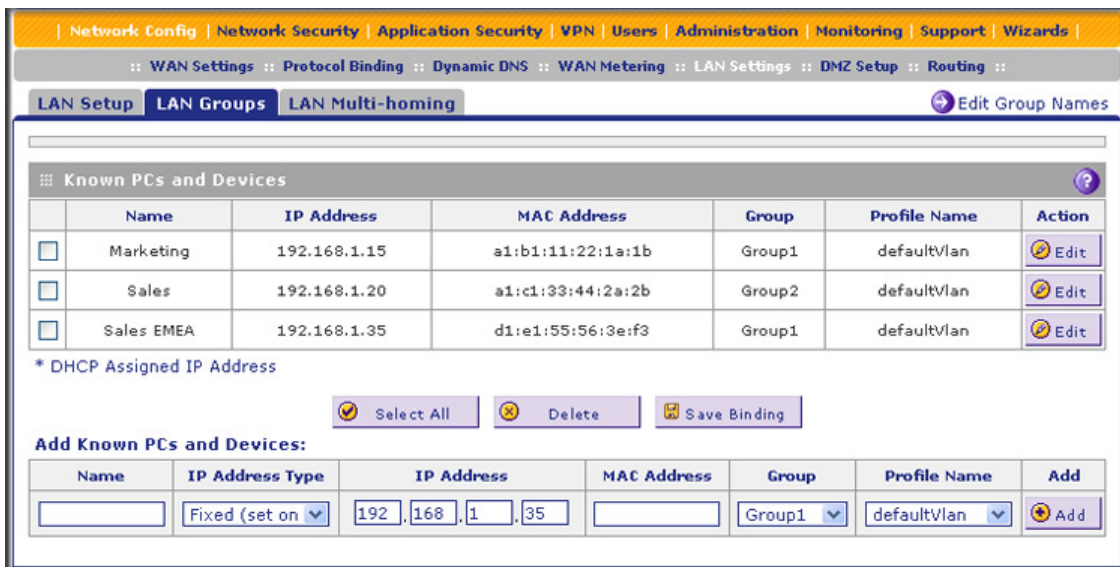 | Network Config | Network Security | Application Security | VPN | Users | Administration | Monitoring | Support | Wizards |
:: WAN Settings :: Protocol Binding :: Dynamic DNS :: WAN Metering :: LAN Settings :: DMZ Setup :: Routing ::
LAN Setup LAN Groups LAN Multi-homing Edit Group Names
Known PCs and Devices ?
Name IP Address MAC Address Group Profile Name Action
Marketing 192.168.1.15 a1:b1:11:22:1a:1b Group1 defaultVlan Edit
Sales 192.168.1.20 a1:c1:33:44:2a:2b Group2 defaultVlan Edit
Sales EMEA 192.168.1.35 d1:e1:55:56:3e:f3 Group1 defaultVlan Edit
* DHCP Assigned IP Address
Select All Delete Save Binding
Add Known PCs and Devices:
Name IP Address Type IP Address MAC Address Group Profile Name Add
Fixed (set on 192 . 168 . 1 . 35 Group1 defaultVlan Add